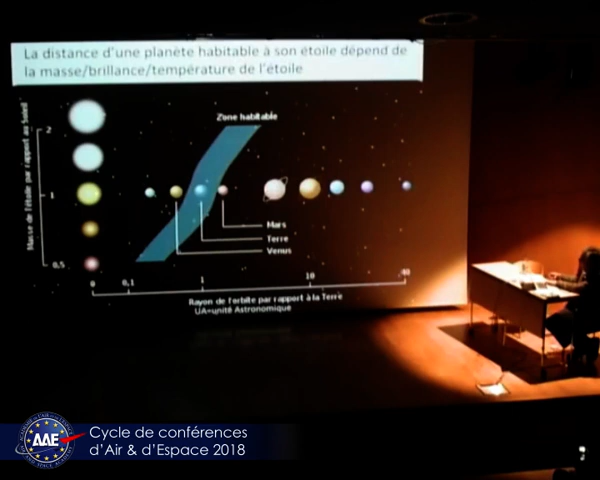 La distance d'une planète habitable à son étoile dépend de
la masse/brillance/température de l'étoile
Zone habitable
Masse de l'étoile par rapport au Soleil
2
1
0,5
Mars
Terre
Venus
0
0,1
1
10
40
Rayon de l'orbite par rapport à la Terre
UA=unité Astronomique
AAE
Cycle de conférences
d'Air & d'Espace 2018